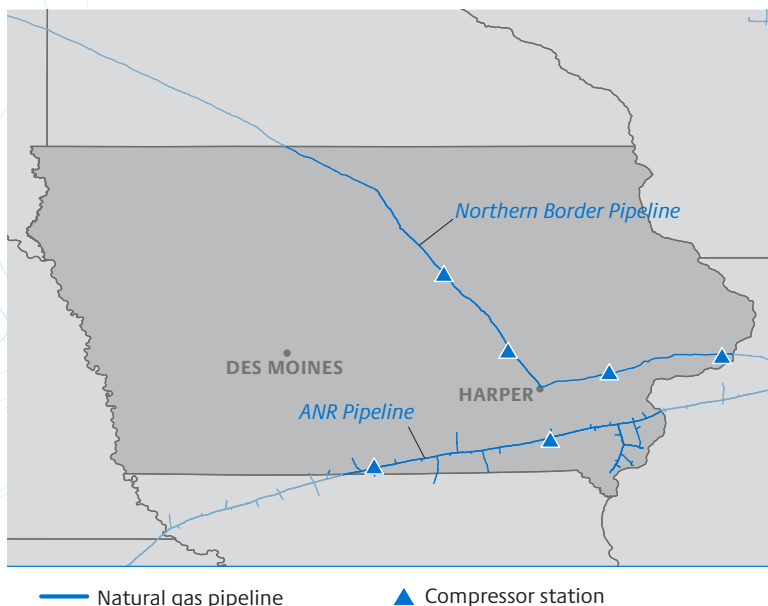 Northern Border Pipeline
DES MOINES
HARPER
ANR Pipeline
Natural gas pipeline
Compressor station